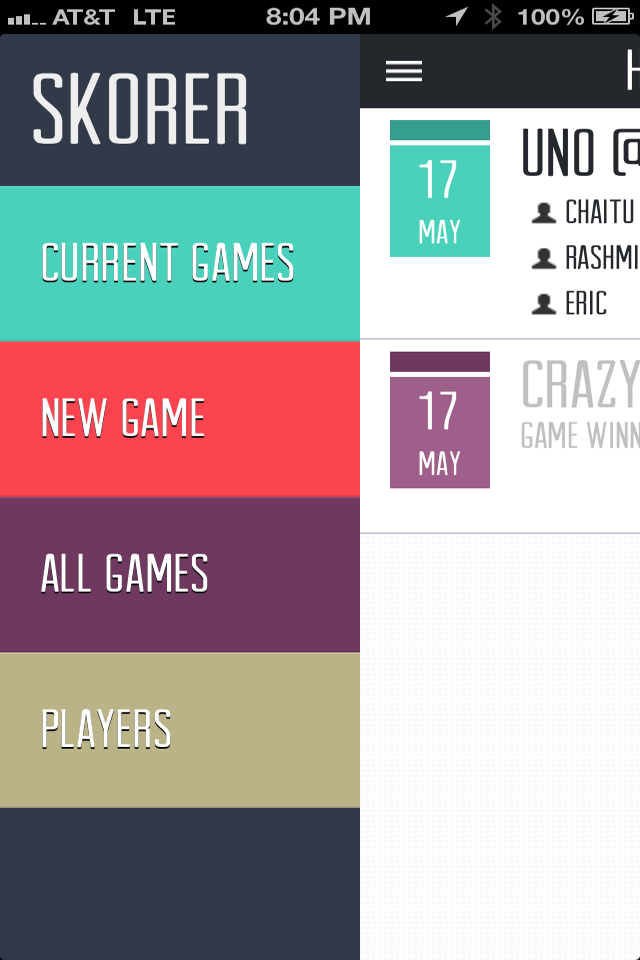 AT&T LTE 8:04 PM 100%
SKORER
CURRENT GAMES
NEW GAME
ALL GAMES
PLAYERS
H
17
MAY
UNO @
CHAITU
RASHMI
ERIC
17
MAY
CRAZY
GAME WINN